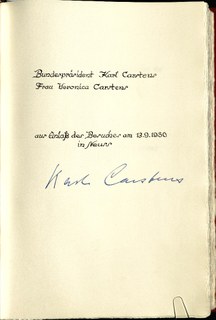 Bundespräsident Karl Carstens
Frau Veronica Carstens
aus Anlaß des Besuches am 13.9.1980
in Neuss
Karl Carstens